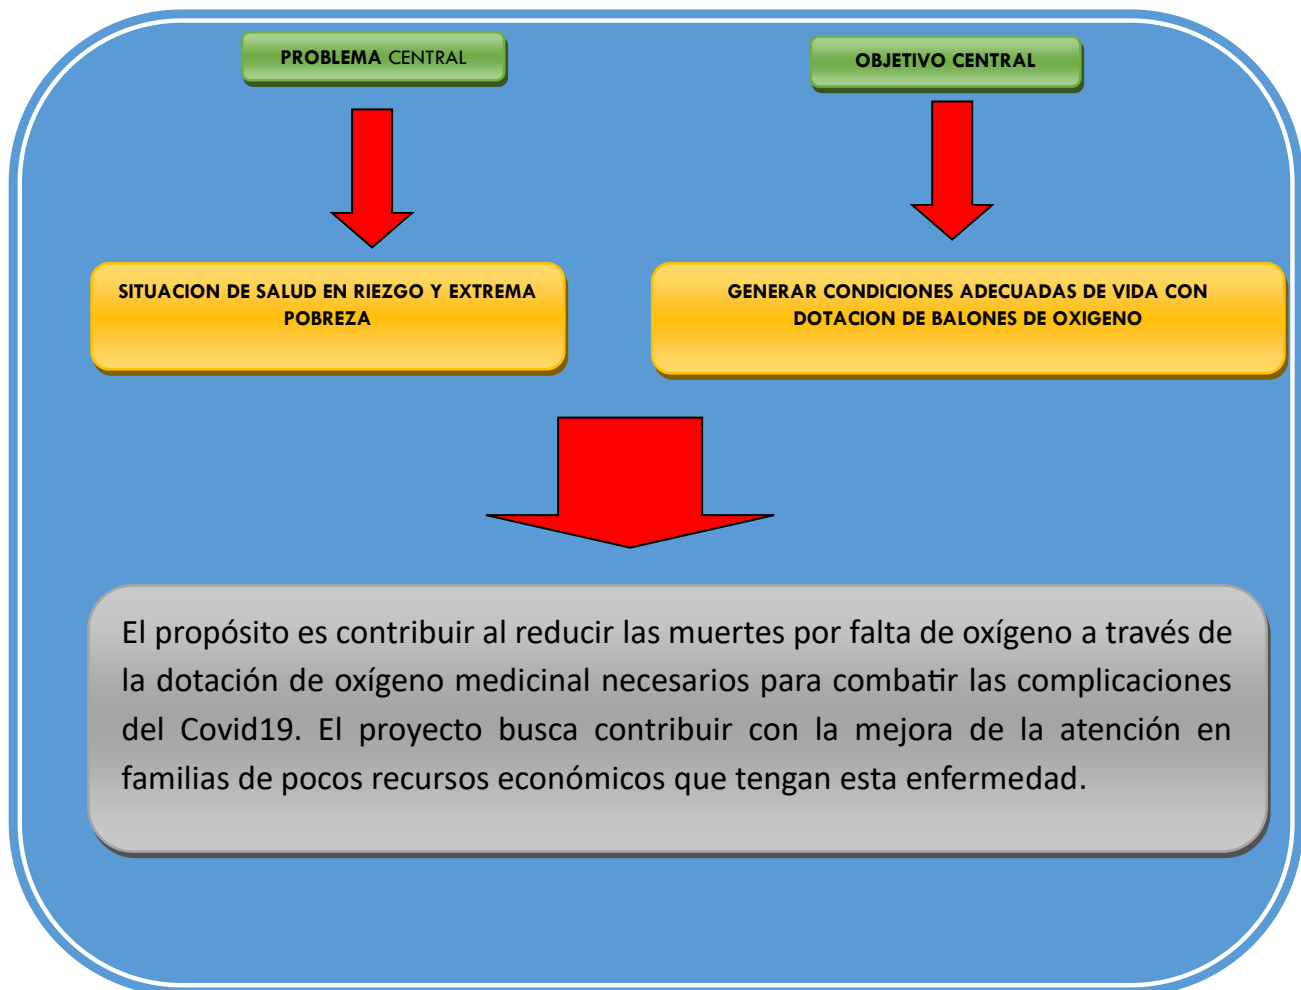 PROBLEMA CENTRAL
OBJETIVO CENTRAL
SITUACION DE SALUD EN RIEZGO Y EXTREMA
POBREZA
GENERAR CONDICIONES ADECUADAS DE VIDA CON
DOTACION DE BALONES DE OXIGENO
El propósito es contribuir al reducir las muertes por falta de oxígeno a través de
la dotación de oxígeno medicinal necesarios para combatir las complicaciones
del Covid19. El proyecto busca contribuir con la mejora de la atención en
familias de pocos recursos económicos que tengan esta enfermedad.